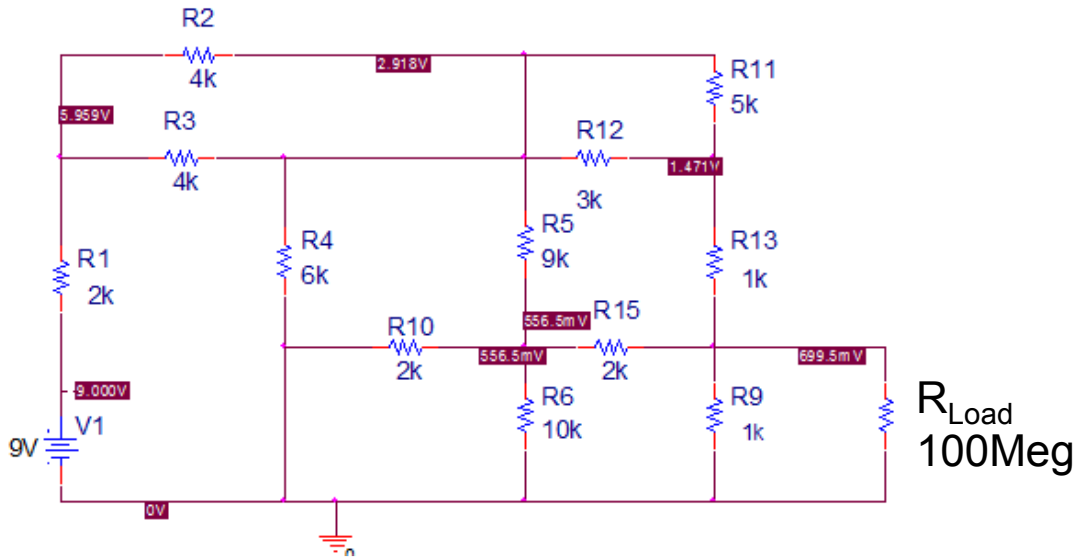 R2
4k
2.918V
R11
5k
5.959V
R3
4k
R12
3k
1.471V
R1
2k
R4
6k
R5
9k
R13
1k
R10
2k
556.5mV
556.5mV
R15
2k
699.5mV
9.000V
V1
9V
R6
10k
R9
1k
R_Load
100Meg
0V
0